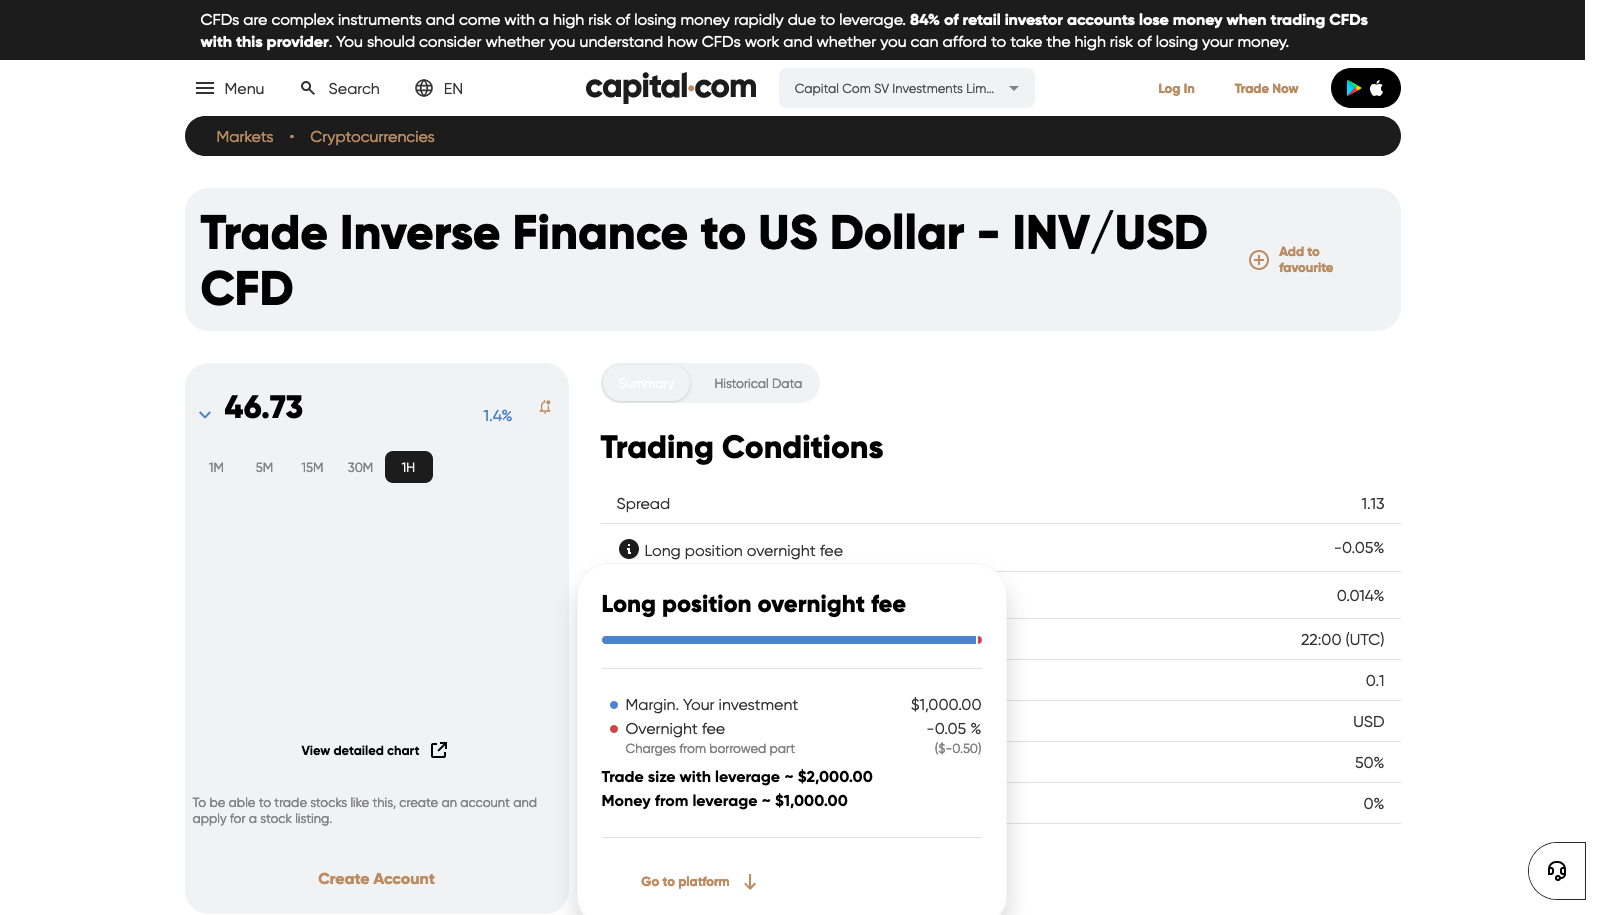 CFDs are complex instruments and come with a high risk of losing money rapidly due to leverage. 84% of retail investor accounts lose money when trading CFDs
with this provider. You should consider whether you understand how CFDs work and whether you can afford to take the high risk of losing your money.
Menu Search EN capital.com Capital Com SV Investments Lim... Log In Trade Now
Markets • Cryptocurrencies
Trade Inverse Finance to US Dollar - INV/USD
CFD
Add to
favourite
46.73 1.4%
1M 5M 15M 30M 1H
View detailed chart
To be able to trade stocks like this, create an account and
apply for a stock listing.
Create Account
Summary Historical Data
Trading Conditions
Spread 1.13
Long position overnight fee -0.05%
0.014%
22:00 (UTC)
0.1
USD
50%
0%
Long position overnight fee
Margin. Your investment $1,000.00
Overnight fee -0.05 %
Charges from borrowed part ($-0.50)
Trade size with leverage ~ $2,000.00
Money from leverage ~ $1,000.00
Go to platform